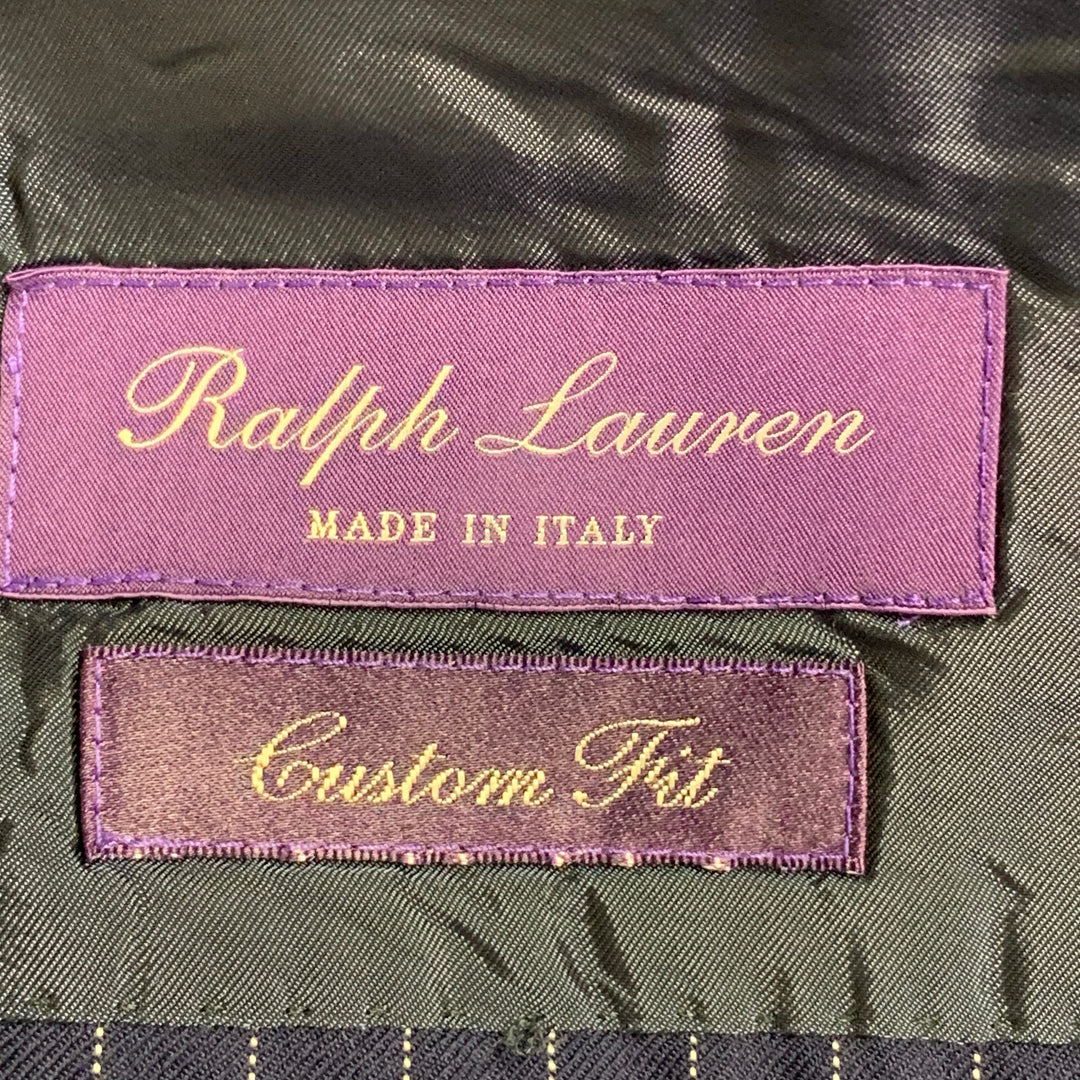 Ralph Lauren
MADE IN ITALY
Custom Fit